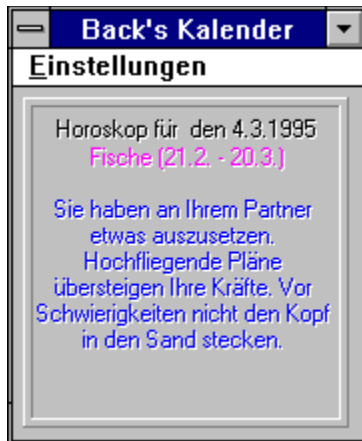 Back's Kalender
Einstellungen
Horoskop für den 4.3.1995
Fische (21.2. - 20.3.)
Sie haben an Ihrem Partner
etwas auszusetzen.
Hochfliegende Pläne
übersteigen Ihre Kräfte. Vor
Schwierigkeiten nicht den Kopf
in den Sand stecken.